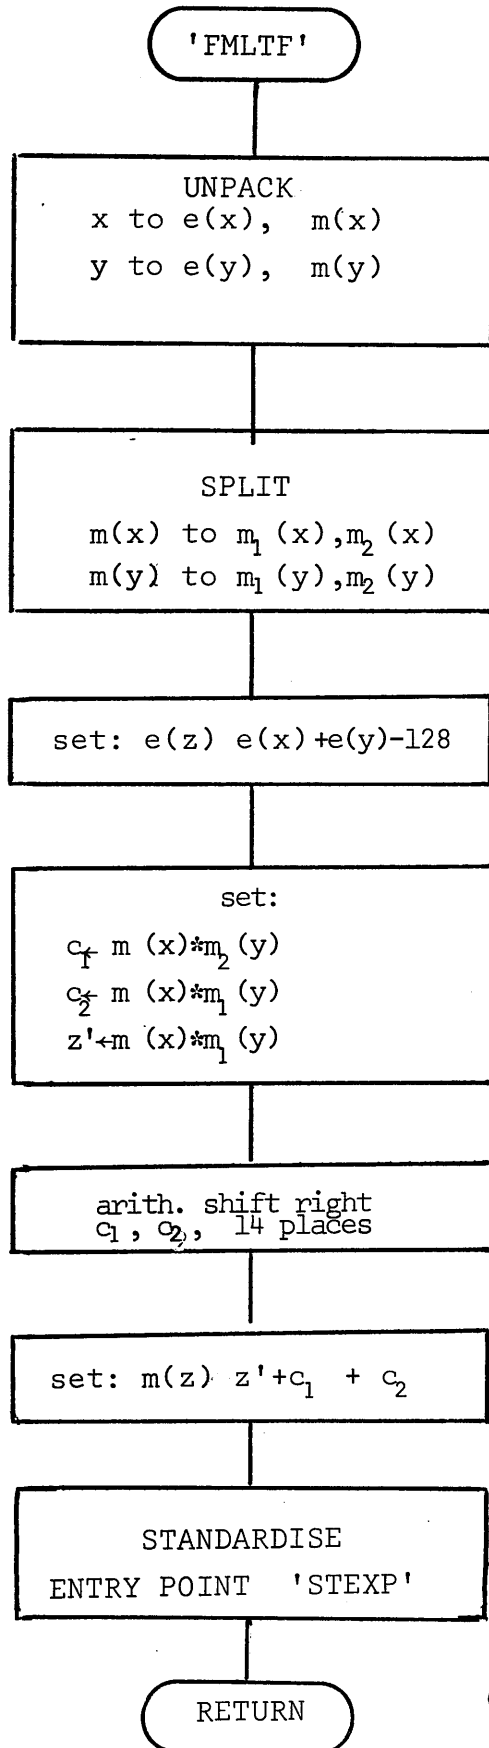 'FMLTF'
UNPACK
x to e(x), m(x)
y to e(y), m(y)
SPLIT
m(x) to m₁(x),m₂(x)
m(y) to m₁(y),m₂(y)
set: e(z) e(x)+e(y)-128
set:
c₁← m (x)*m₂(y)
c₂← m (x)*m₁(y)
z'←m (x)*m₁(y)
arith. shift right
c₁, c₂, 14 places
set: m(z) z'+c₁ + c₂
STANDARDISE
ENTRY POINT 'STEXP'
RETURN